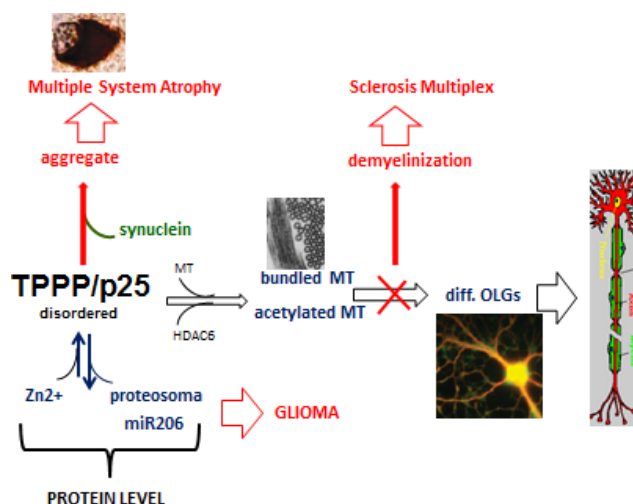 Multiple System Atrophy
Sclerosis Multiplex
aggregate
demyelinization
synuclein
TPPP/p25
disordered
MT
HDAC6
bundled MT
acetylated MT
diff. OLGs
Zn2+
proteosoma
miR206
GLIOMA
PROTEIN LEVEL